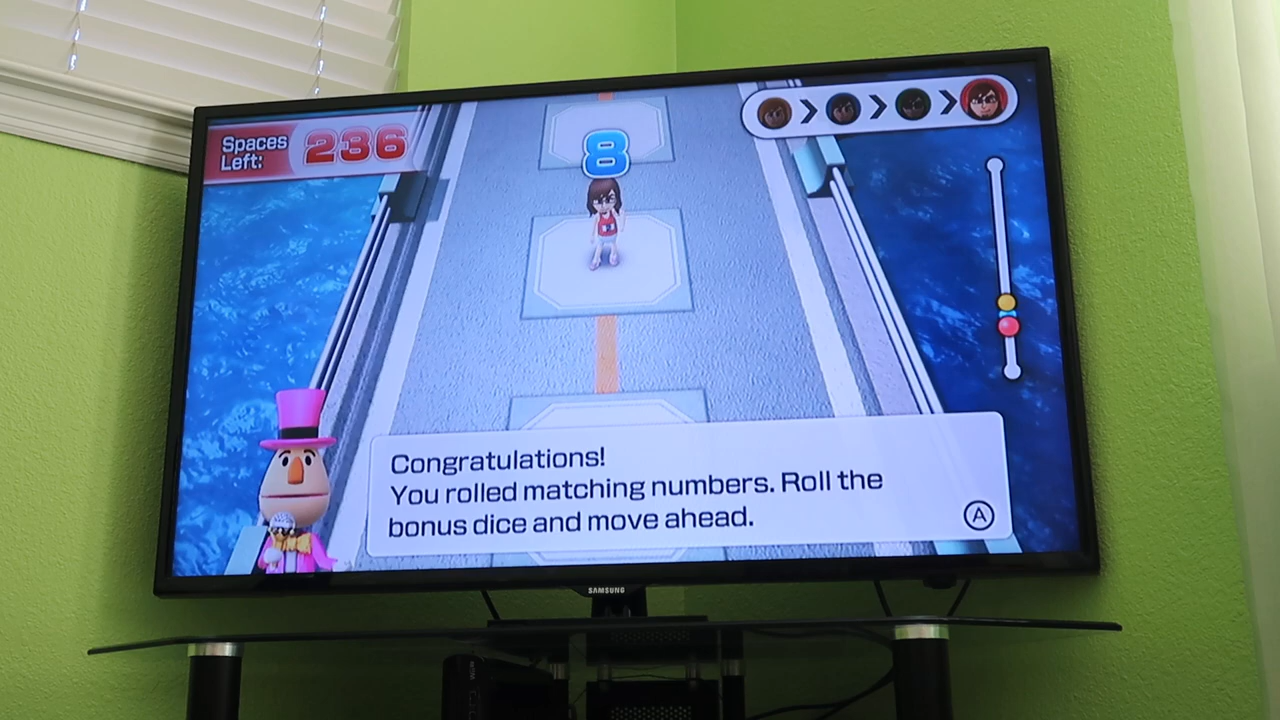 Spaces
Left:
236
8
Congratulations!
You rolled matching numbers. Roll the
bonus dice and move ahead.
A
SAMSUNG